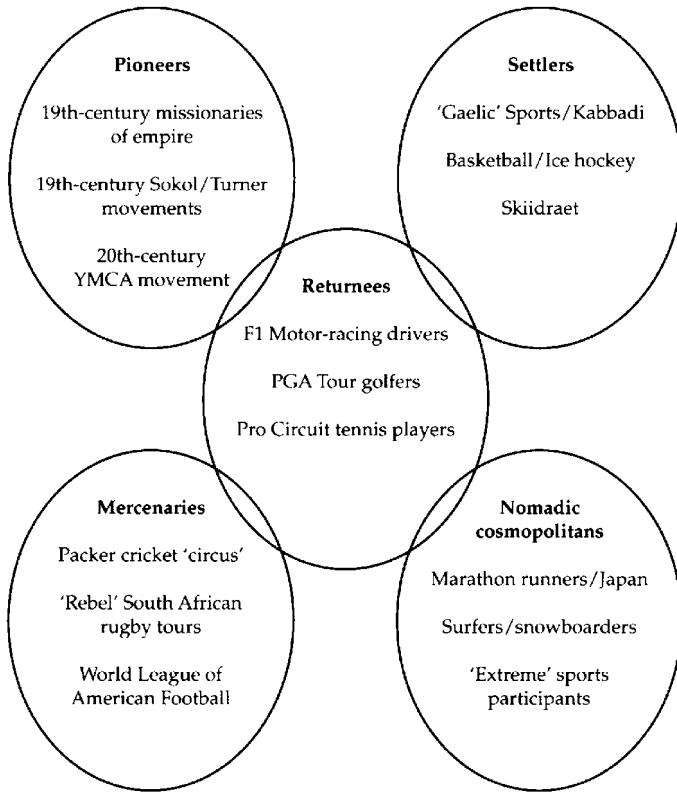 Pioneers
19th-century missionaries
of empire
19th-century Sokol/Turner
movements
20th-century
YMCA movement
Settlers
'Gaelic' Sports/Kabbadi
Basketball/Ice hockey
Skiidraet
Returnees
F1 Motor-racing drivers
PGA Tour golfers
Pro Circuit tennis players
Mercenaries
Packer cricket 'circus'
'Rebel' South African
rugby tours
World League of
American Football
Nomadic
cosmopolitans
Marathon runners/Japan
Surfers/snowboarders
'Extreme' sports
participants